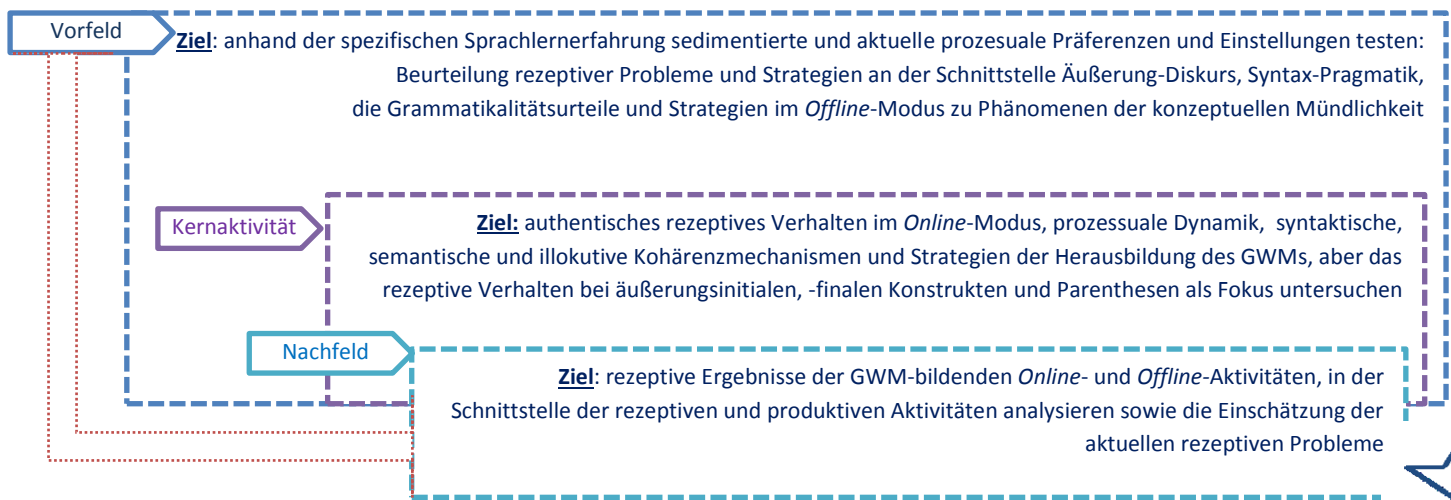 Vorfeld
Ziel: anhand der spezifischen Sprachlernerfahrung sedimentierte und aktuelle prozesuale Präferenzen und Einstellungen testen:
Beurteilung rezeptiver Probleme und Strategien an der Schnittstelle Äußerung-Diskurs, Syntax-Pragmatik,
die Grammatikalitätsurteile und Strategien im Offline-Modus zu Phänomenen der konzeptuellen Mündlichkeit
Kernaktivität
Ziel: authentisches rezeptives Verhalten im Online-Modus, prozessuale Dynamik, syntaktische,
semantische und illokutive Kohärenzmechanismen und Strategien der Herausbildung des GWMs, aber das
rezeptive Verhalten bei äußerungsinitialen, -finalen Konstrukten und Parenthesen als Fokus untersuchen
Nachfeld
Ziel: rezeptive Ergebnisse der GWM-bildenden Online- und Offline-Aktivitäten, in der
Schnittstelle der rezeptiven und produktiven Aktivitäten analysieren sowie die Einschätzung der
aktuellen rezeptiven Probleme